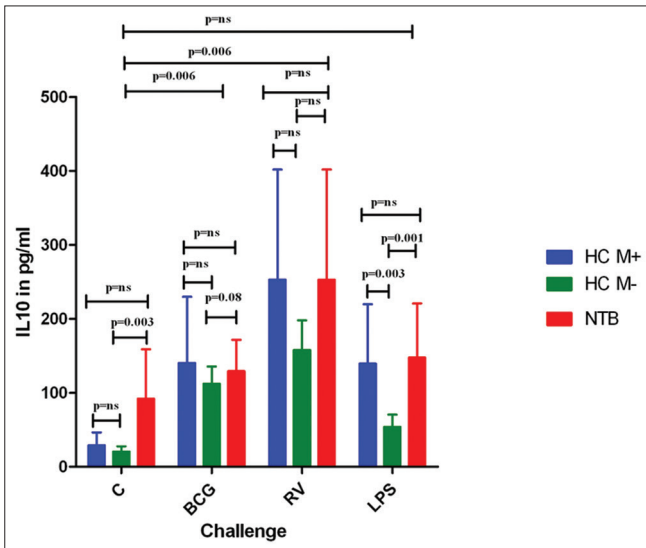 p=ns
p=0.006
p=0.006
p=ns
p=ns
p=ns
p=0.003
p=ns
p=ns
p=ns
p=0.08
p=ns
p=ns
p=0.001
p=0.003
500
400
300
200
100
0
IL10 in pg/ml
C
BCG
RV
LPS
Challenge
HC M+
HC M-
NTB